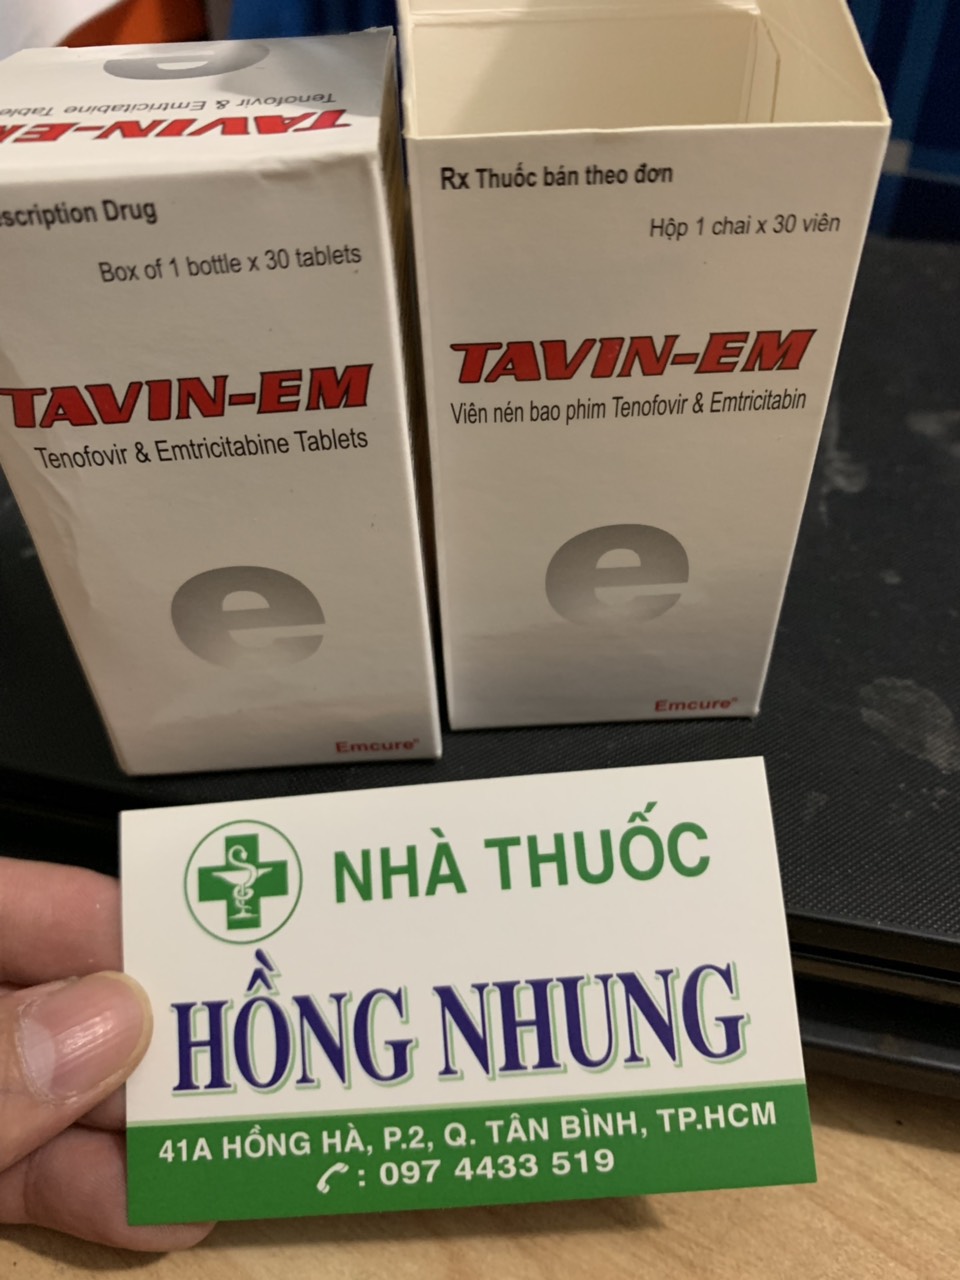 e
Tenofovir & Emtricitabine
TAVIN-EM
Drug
Box of 1 bottle x 30 tablets
TAVIN-EM
Tenofovir & Emtricitabine Tablets
e
Emcure®
Rx Thuốc bán theo đơn
Hộp 1 chai x 30 viên
TAVIN-EM
Viên nén bao phim Tenofovir & Emtricitabin
e
Emcure®
NHÀ THUỐC
HỒNG NHUNG
41A HỒNG HÀ, P.2, Q. TÂN BÌNH, TP.HCM
: 097 4433 519